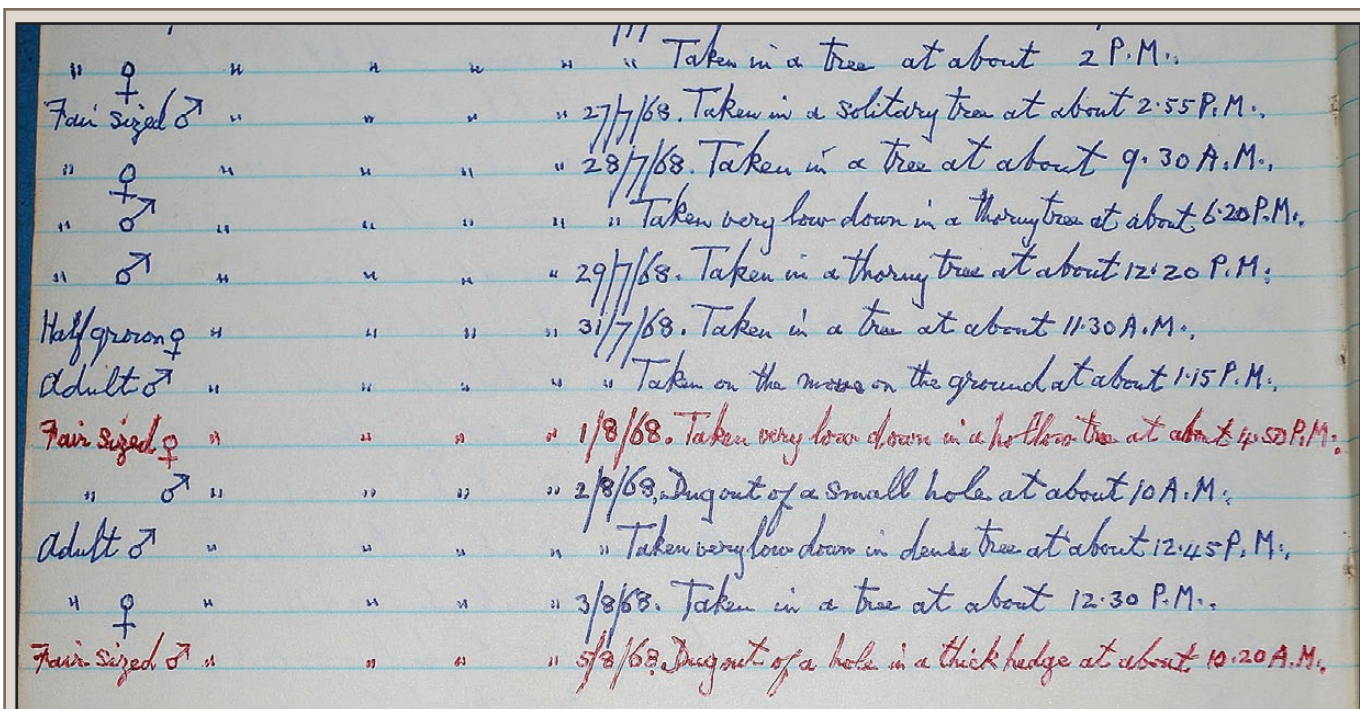 " ♀ " " " " " Taken in a tree at about 2 P.M.
Fair sized ♂ " " " " 27/7/68. Taken in a solitary tree at about 2.55 P.M.
" ♀ " " " " 28/7/68. Taken in a tree at about 9.30 A.M.
" ♂ " " " " " Taken very low down in a thorny tree at about 6.20 P.M.
" ♂ " " " " 29/7/68. Taken in a thorny tree at about 12.20 P.M.
Half grown ♀ " " " " 31/7/68. Taken in a tree at about 11.30 A.M.
Adult ♂ " " " " " Taken on the move on the ground at about 1.15 P.M.
Fair sized ♀ " " " " 1/8/68. Taken very low down in a hollow tree at about 4.50 P.M.
" ♂ " " " " 2/8/68. Dug out of a small hole at about 10 A.M.
Adult ♂ " " " " " Taken very low down in dense tree at about 12.45 P.M.
" ♀ " " " " 3/8/68. Taken in a tree at about 12.30 P.M.
Fair sized ♂ " " " " 5/8/68. Dug out of a hole in a thick hedge at about 10.20 A.M.